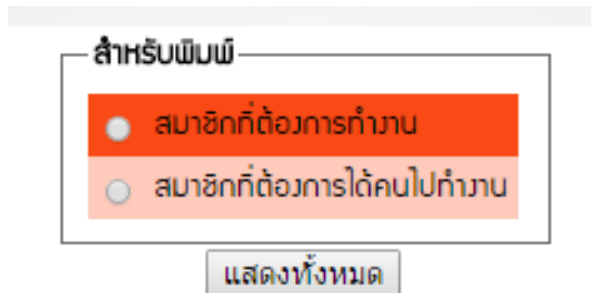 สำหรับพิมพ์
สมาชิกที่ต้องการทำงาน
สมาชิกที่ต้องการได้คนไปทำงาน
แสดงทั้งหมด